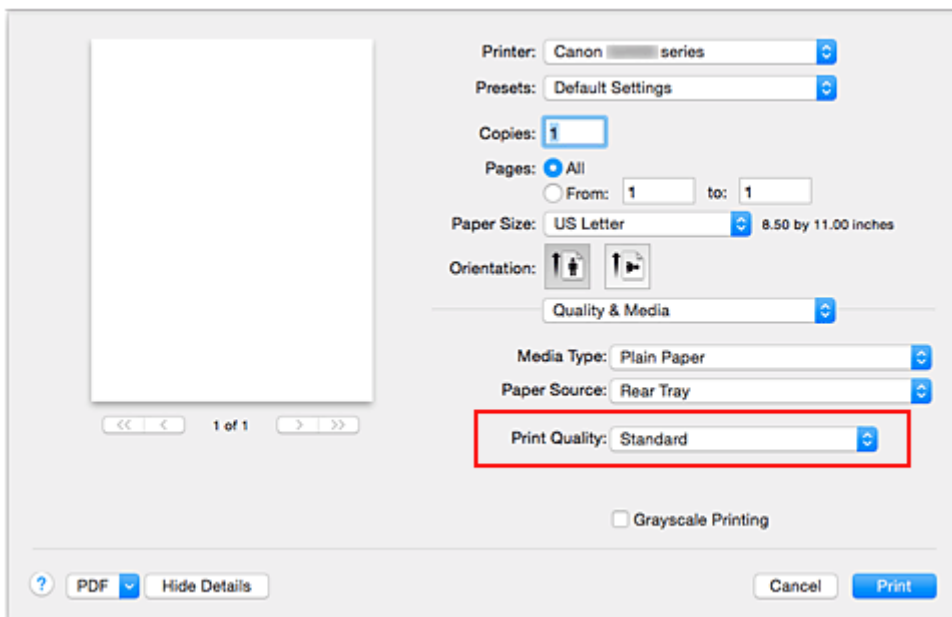 Printer: Canon series
Presets: Default Settings
Copies: 1
Pages: All
From: 1 to: 1
Paper Size: US Letter 8.50 by 11.00 inches
Orientation:
Quality & Media
Media Type: Plain Paper
Paper Source: Rear Tray
<< < 1 of 1 > >>
Print Quality: Standard
Grayscale Printing
? PDF Hide Details Cancel Print